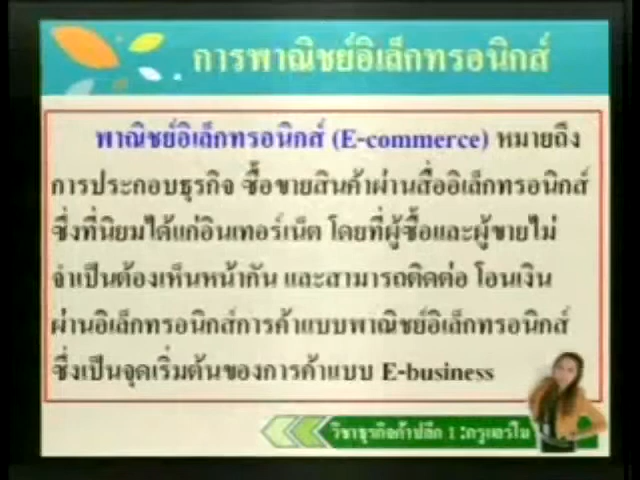 การพาณิชย์อิเล็กทรอนิกส์
พาณิชย์อิเล็กทรอนิกส์ (E-commerce) หมายถึง
การประกอบธุรกิจ ซื้อขายสินค้าผ่านสื่ออิเล็กทรอนิกส์
ซึ่งที่นิยมได้แก่อินเทอร์เน็ต โดยที่ผู้ซื้อและผู้ขายไม่
จำเป็นต้องเห็นหน้ากัน และสามารถติดต่อ โอนเงิน
ผ่านอิเล็กทรอนิกส์การค้าแบบพาณิชย์อิเล็กทรอนิกส์
ซึ่งเป็นจุดเริ่มต้นของการค้าแบบ E-business
วิชาธุรกิจค้าปลีก 1 :ครูแอร์โม